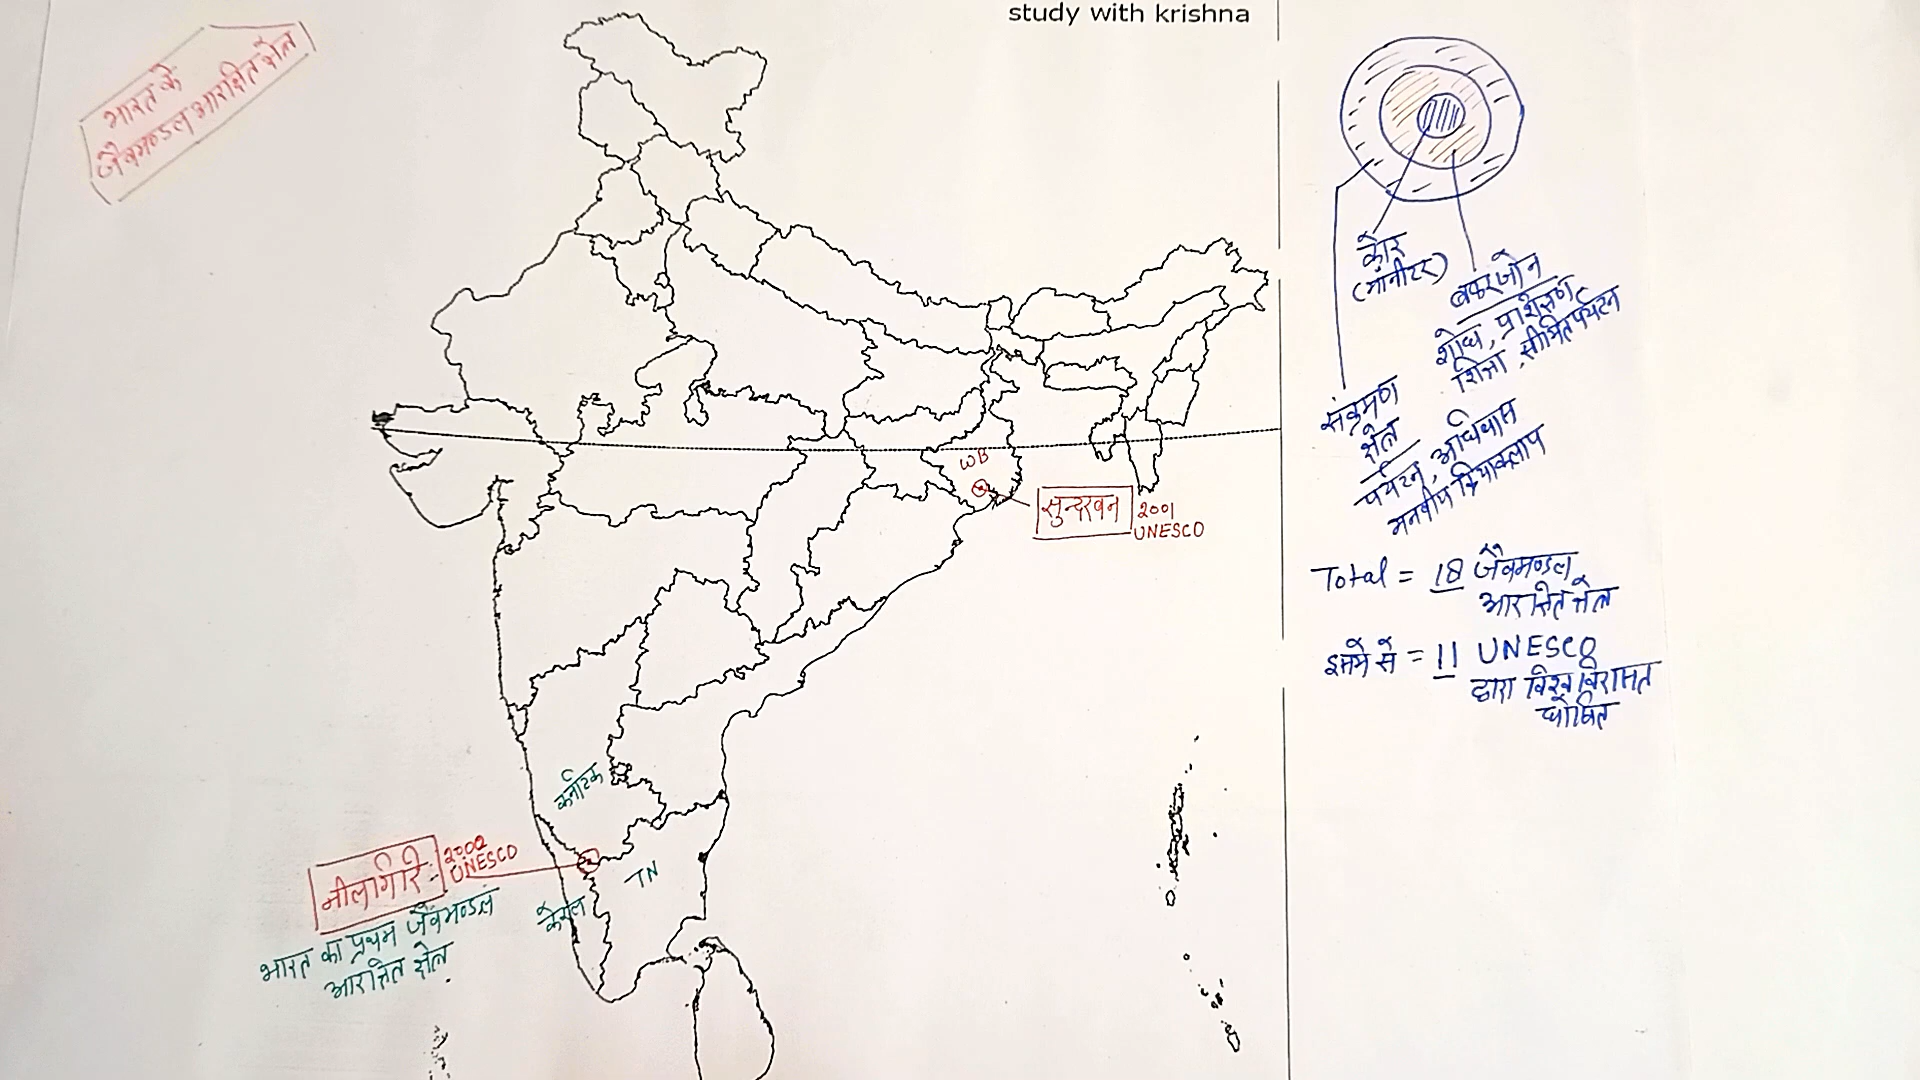 study with krishna
भारत के
जैवमण्डल आरक्षित क्षेत्र
कोर
(मॉनीटर)
बफरजोन
शोध, प्रशिक्षण
शिक्षा, सीमित पर्यटन
संक्रमण
क्षेत्र
पर्यटन, अधिवास
मनवीय क्रियाकलाप
Total = 18 जैवमण्डल
आरक्षित क्षेत्र
इनमें से = 11 UNESCO
द्वारा विश्व विरासत
घोषित
WB
सुन्दरवन 2001
UNESCO
कर्नाटक
नीलगिरि :- 2000
UNESCO
TN
केरल
भारत का प्रथम जैवमण्डल
आरक्षित क्षेत्र.